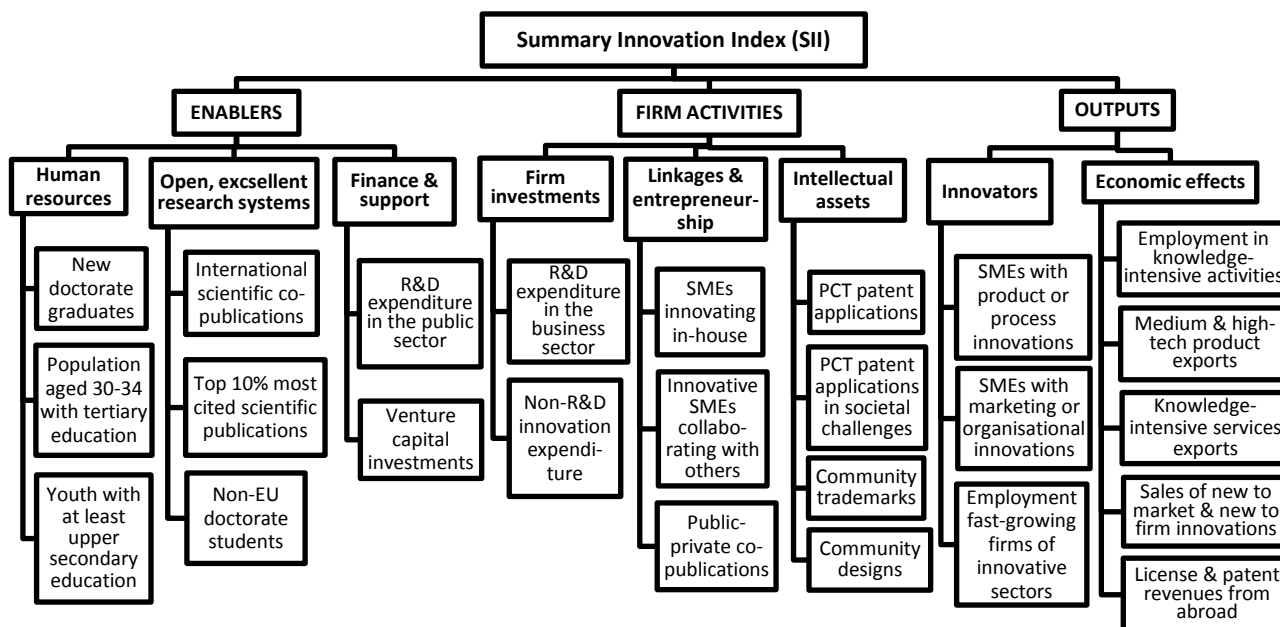 Summary Innovation Index (SII)
ENABLERS
FIRM ACTIVITIES
OUTPUTS
Human
resources
Open, excsellent
research systems
Finance &
support
Firm
investments
Linkages &
entrepreneur-
ship
Intellectual
assets
Innovators
Economic effects
New
doctorate
graduates
Population
aged 30-34
with tertiary
education
Youth with
at least
upper
secondary
education
International
scientific co-
publications
Top 10% most
cited scientific
publications
Non-EU
doctorate
students
R&D
expenditure
in the public
sector
Venture
capital
investments
R&D
expenditure
in the
business
sector
Non-R&D
innovation
expendi-
ture
SMEs
innovating
in-house
Innovative
SMEs
collabo-
rating with
others
Public-
private co-
publications
PCT patent
applications
PCT patent
applications
in societal
challenges
Community
trademarks
Community
designs
SMEs with
product or
process
innovations
SMEs with
marketing or
organisational
innovations
Employment
fast-growing
firms of
innovative
sectors
Employment in
knowledge-
intensive activities
Medium & high-
tech product
exports
Knowledge-
intensive services
exports
Sales of new to
market & new to
firm innovations
License & patent
revenues from
abroad